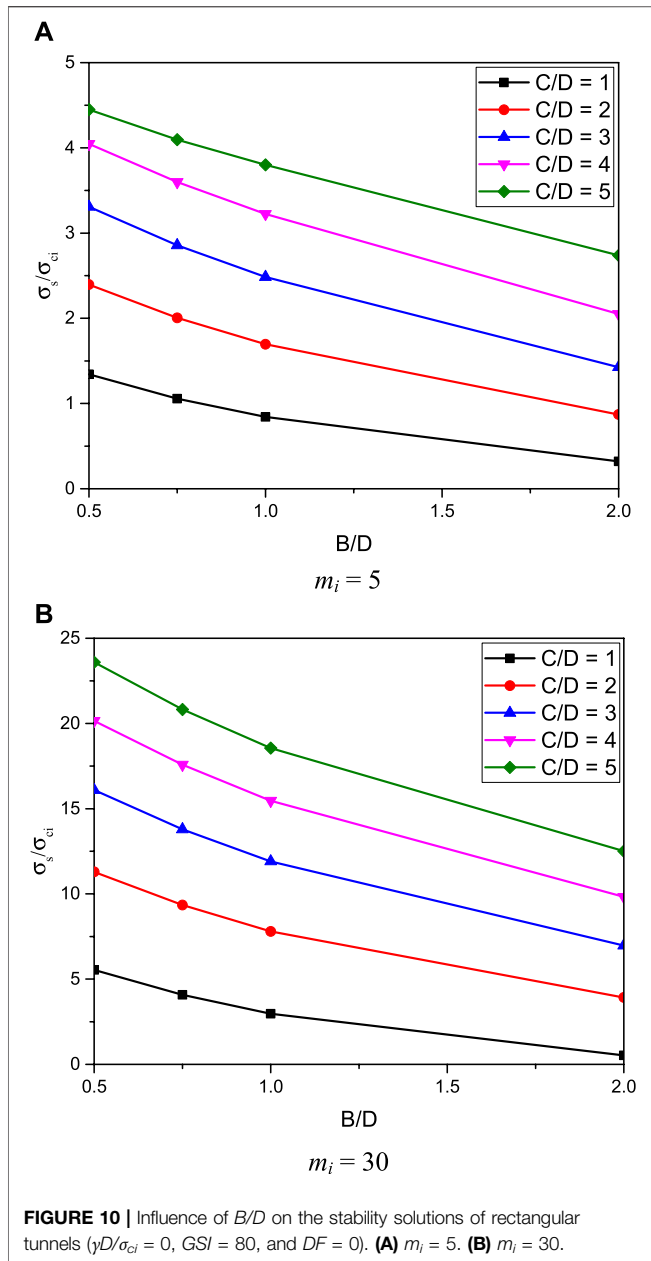 A
5
4
3
2
1
0
σs/σci
C/D = 1
C/D = 2
C/D = 3
C/D = 4
C/D = 5
0.5
1.0
1.5
2.0
B/D
mi = 5
B
25
20
15
10
5
0
σs/σci
C/D = 1
C/D = 2
C/D = 3
C/D = 4
C/D = 5
0.5
1.0
1.5
2.0
B/D
mi = 30
FIGURE 10 | Influence of B/D on the stability solutions of rectangular
tunnels (γD/σci = 0, GSI = 80, and DF = 0). (A) mi = 5. (B) mi = 30.